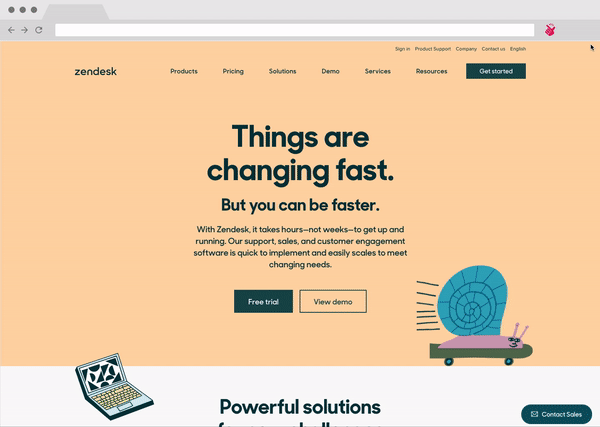 Sign in Product Support Company Contact us English
zendesk Products Pricing Solutions Demo Services Resources Get started
Things are
changing fast.
But you can be faster.
With Zendesk, it takes hours—not weeks—to get up and
running. Our support, sales, and customer engagement
software is quick to implement and easily scales to meet
changing needs.
Free trial View demo
Powerful solutions
Contact Sales